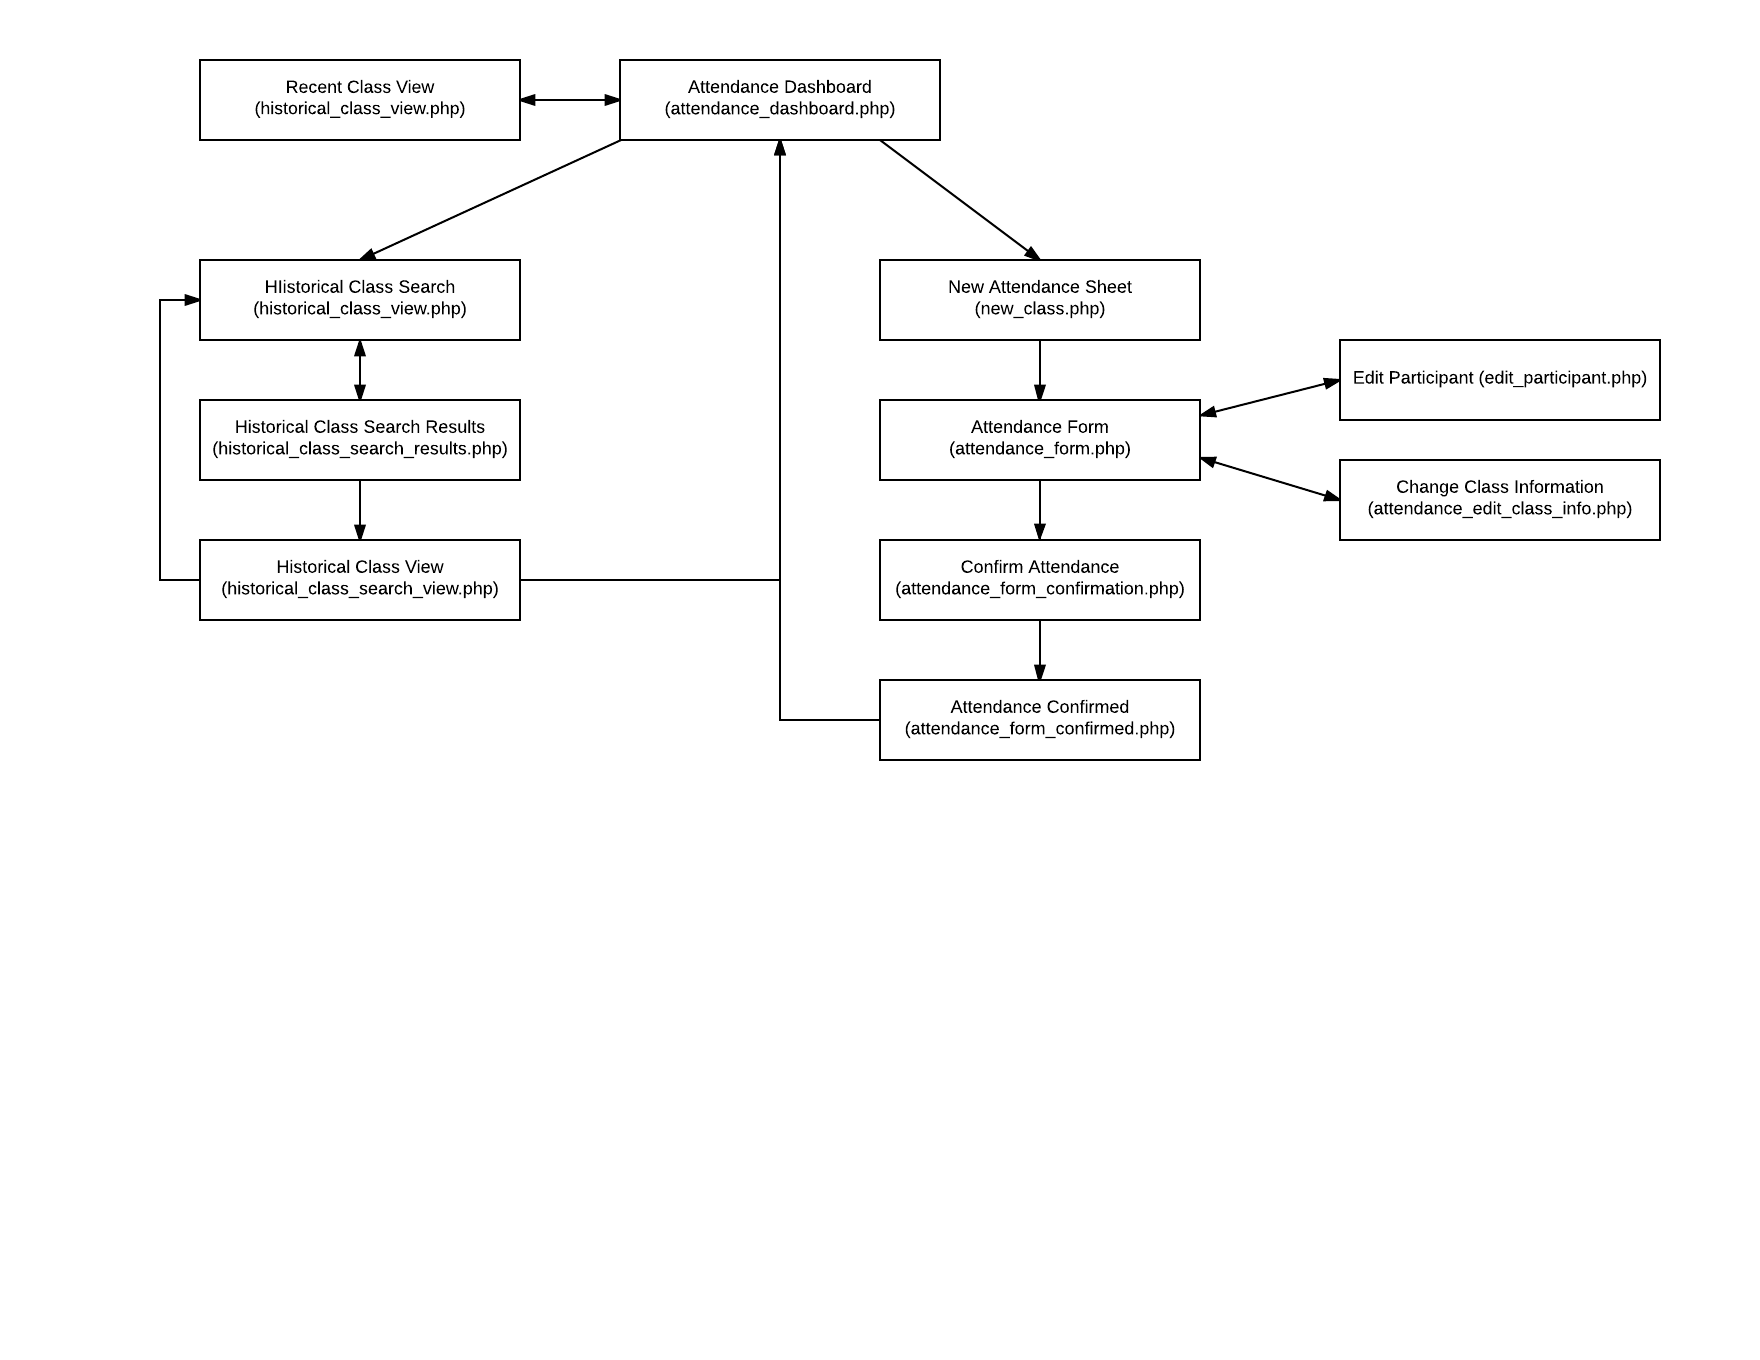 Recent Class View
(historical_class_view.php)
Attendance Dashboard
(attendance_dashboard.php)
HIistorical Class Search
(historical_class_view.php)
New Attendance Sheet
(new_class.php)
Edit Participant (edit_participant.php)
Historical Class Search Results
(historical_class_search_results.php)
Attendance Form
(attendance_form.php)
Change Class Information
(attendance_edit_class_info.php)
Historical Class View
(historical_class_search_view.php)
Confirm Attendance
(attendance_form_confirmation.php)
Attendance Confirmed
(attendance_form_confirmed.php)